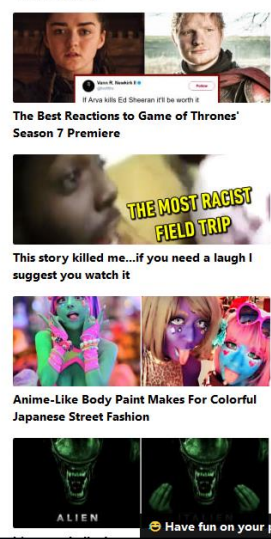 Vann R. Newkirk II
Follow
If Arya kills Ed Sheeran it'll be worth it
The Best Reactions to Game of Thrones'
Season 7 Premiere
THE MOST RACIST
FIELD TRIP
This story killed me...if you need a laugh I
suggest you watch it
Anime-Like Body Paint Makes For Colorful
Japanese Street Fashion
ALIEN
😄 Have fun on your p